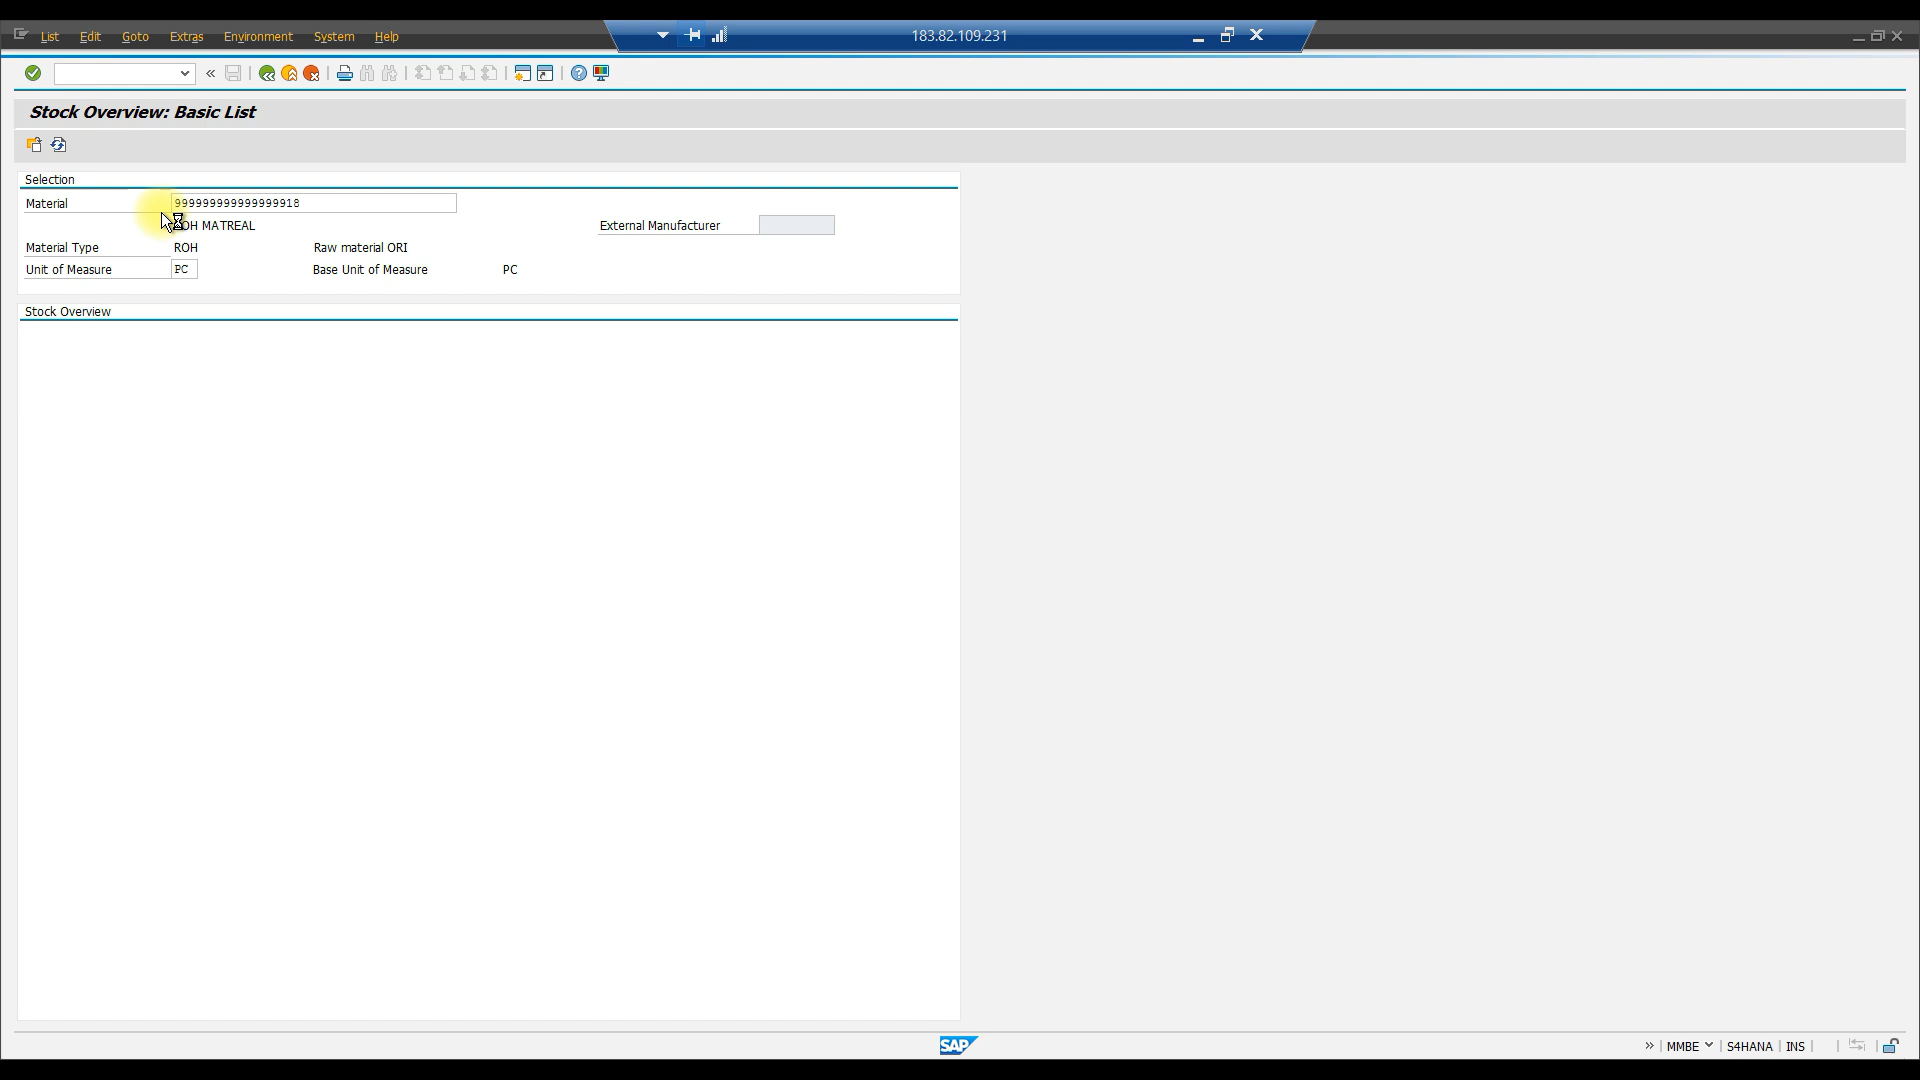 List Edit Goto Extras Environment System Help 183.82.109.231
Stock Overview: Basic List
Selection
Material 999999999999999918
OH MATREAL External Manufacturer
Material Type ROH Raw material ORI
Unit of Measure PC Base Unit of Measure PC
Stock Overview
SAP MMBE S4HANA INS